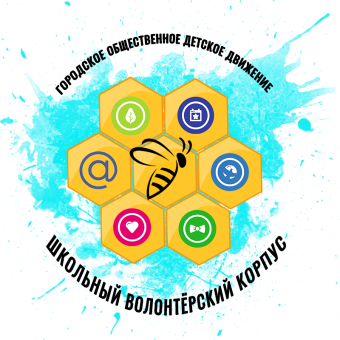 ГОРОДСКОЕ ОБЩЕСТВЕННОЕ ДЕТСКОЕ ДВИЖЕНИЕ
@
ШКОЛЬНЫЙ ВОЛОНТЁРСКИЙ КОРПУС